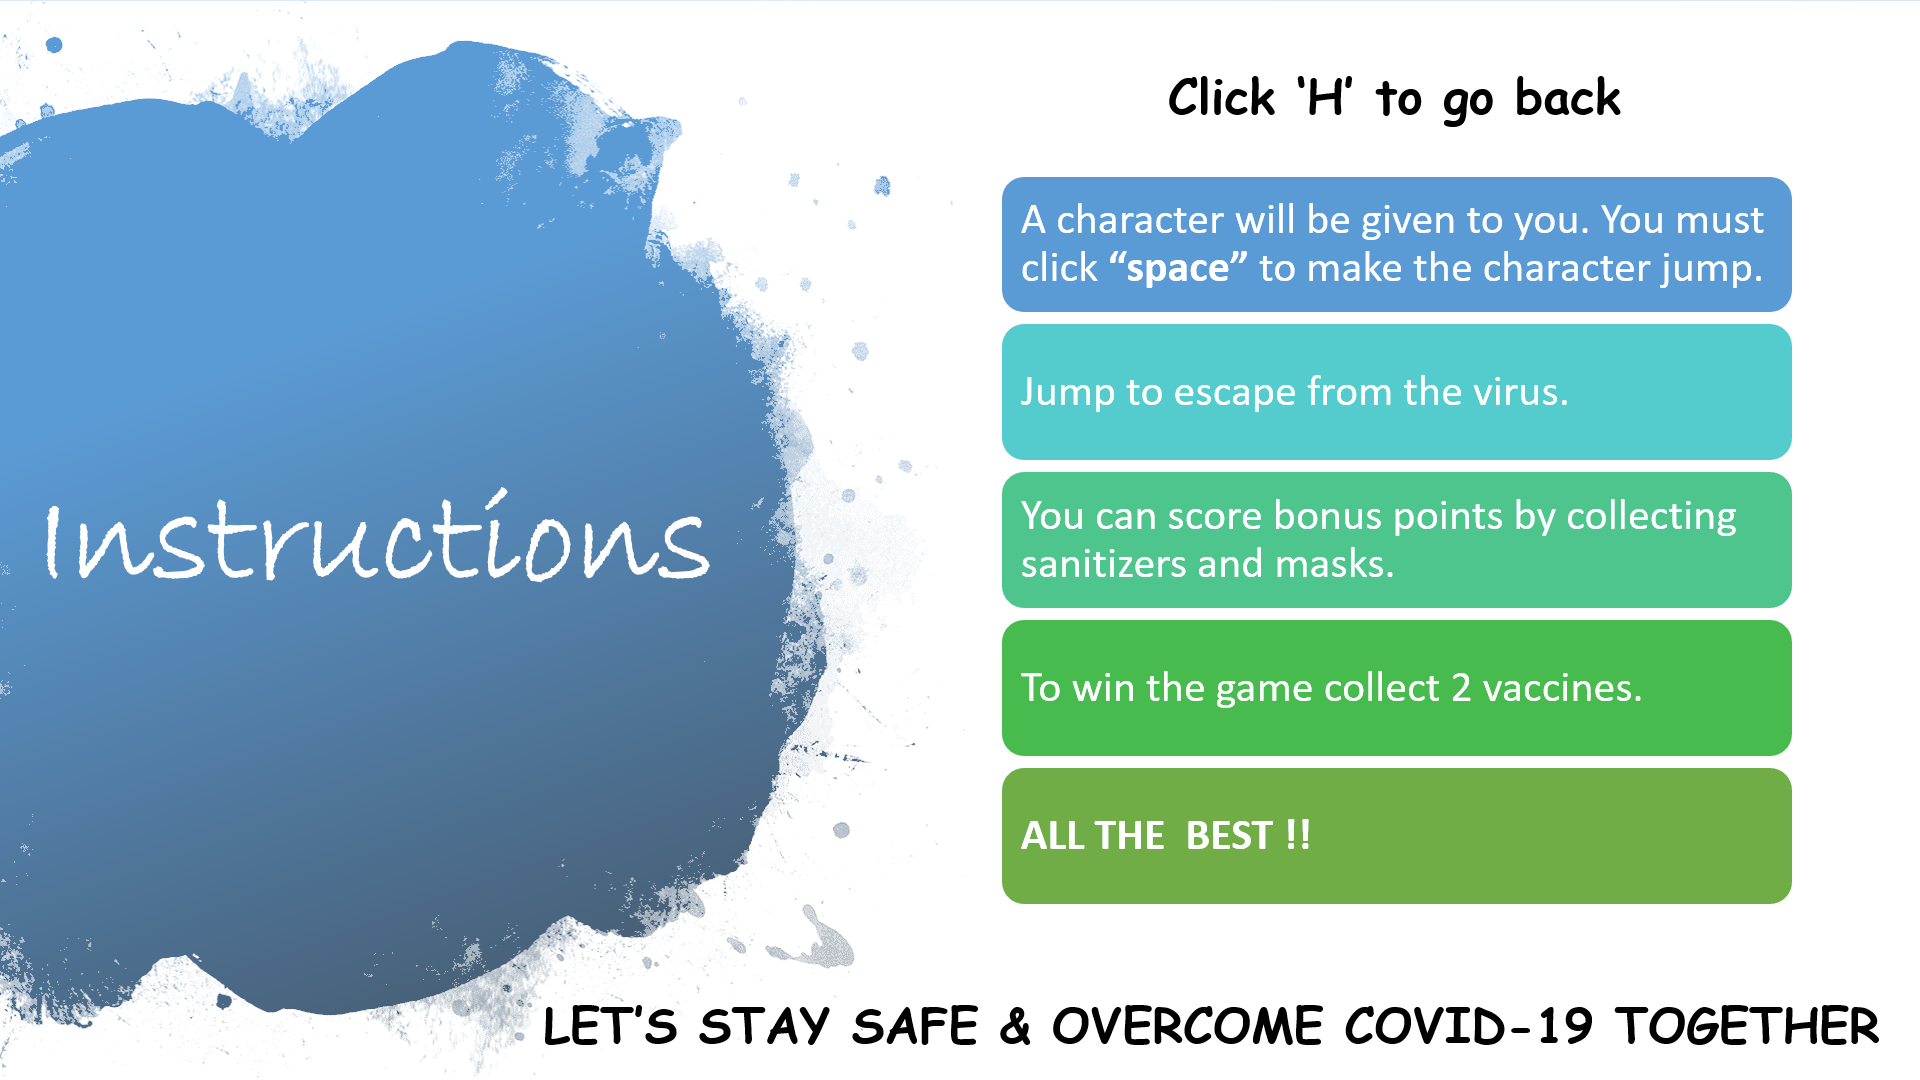 Instructions
Click ‘H’ to go back
A character will be given to you. You must
click “space” to make the character jump.
Jump to escape from the virus.
You can score bonus points by collecting
sanitizers and masks.
To win the game collect 2 vaccines.
ALL THE  BEST !!
LET’S STAY SAFE & OVERCOME COVID-19 TOGETHER